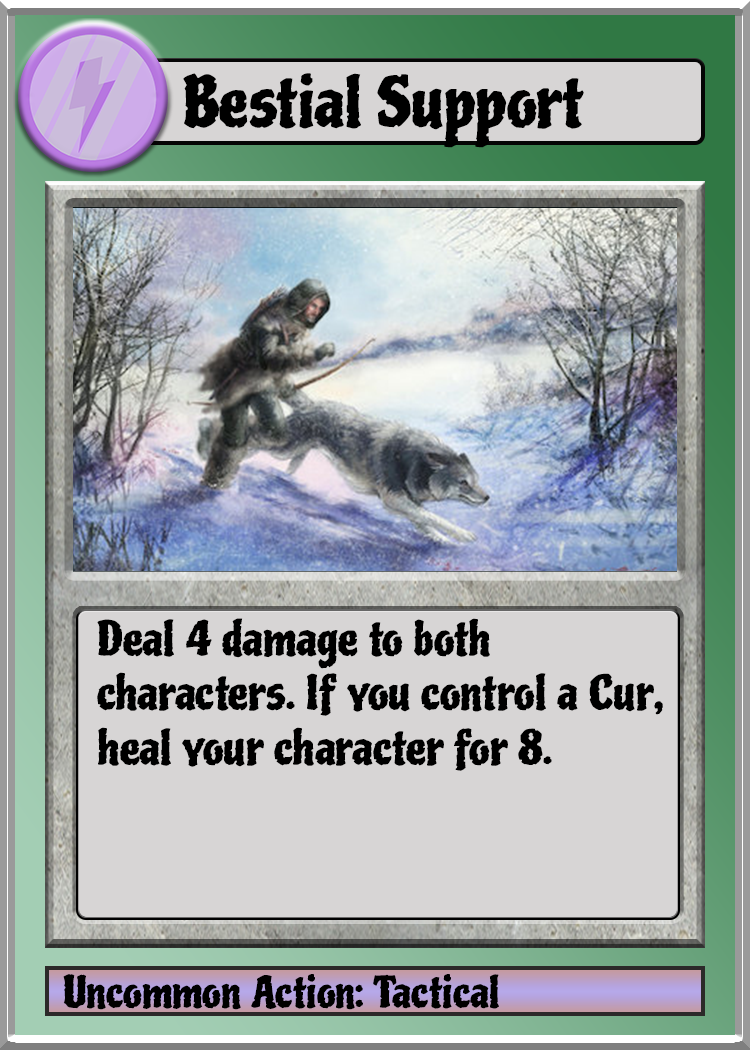 Bestial Support
Deal 4 damage to both
characters. If you control a Cur,
heal your character for 8.
Uncommon Action: Tactical